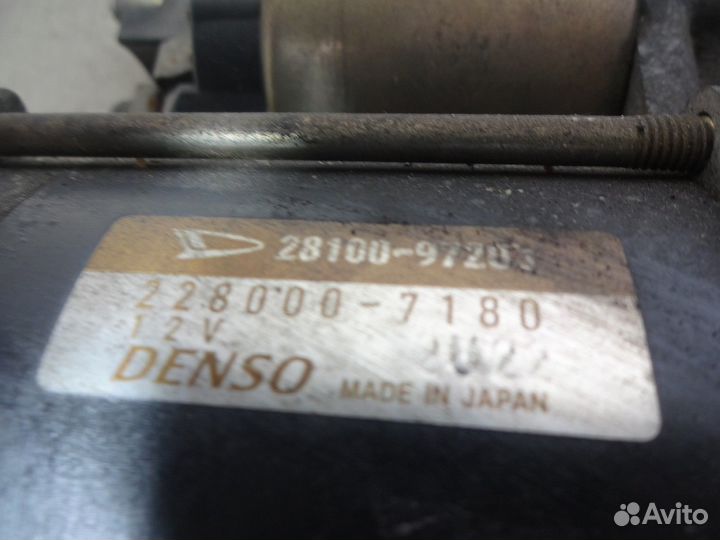 28100-97203
228000-7180
12V
DENSO
MADE IN JAPAN
Avito